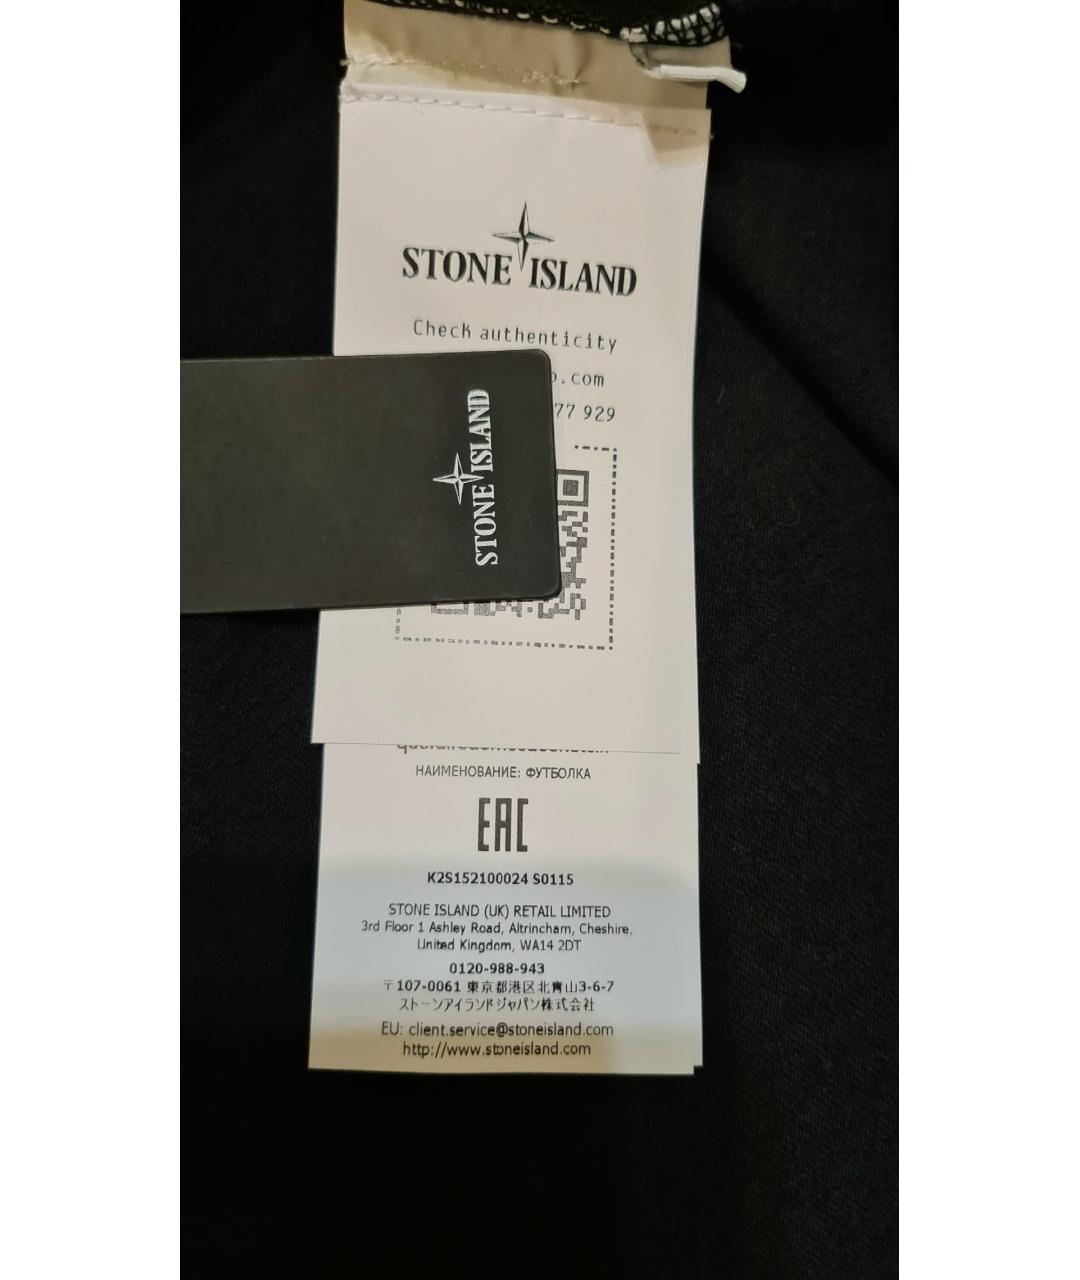 STONE ISLAND
Check authenticity
.com
77 929
STONE ISLAND
НАИМЕНОВАНИЕ: ФУТБОЛКА
EAC
K2S152100024 S0115
STONE ISLAND (UK) RETAIL LIMITED
3rd Floor 1 Ashley Road, Altrincham, Cheshire,
United Kingdom, WA14 2DT
0120-988-943
〒107-0061 東京都港区北青山3-6-7
ストーンアイランドジャパン株式会社
EU: client.service@stoneisland.com
http://www.stoneisland.com